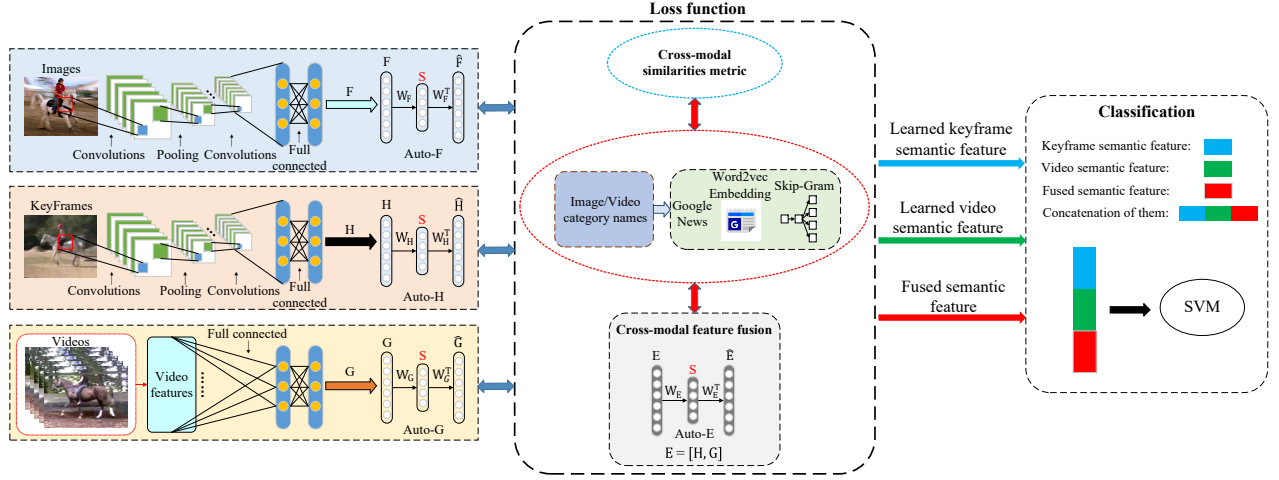 Loss function
Images
F
F
S
F̂
W_F
W_F^T
Convolutions
Pooling
Convolutions
Full
connected
Auto-F
KeyFrames
H
H
S
Ĥ
W_H
W_H^T
Convolutions
Pooling
Convolutions
Full
connected
Auto-H
Videos
Video
features
Full connected
G
G
S
Ĝ
W_G
W_G^T
Auto-G
Cross-modal
similarities metric
Image/Video
category names
Word2vec
Embedding
Skip-Gram
Google
News
G
Cross-modal feature fusion
E
S
Ê
W_E
W_E^T
Auto-E
E = [H, G]
Learned keyframe
semantic feature
Learned video
semantic feature
Fused semantic
feature
Classification
Keyframe semantic feature:
Video semantic feature:
Fused semantic feature:
Concatenation of them:
SVM